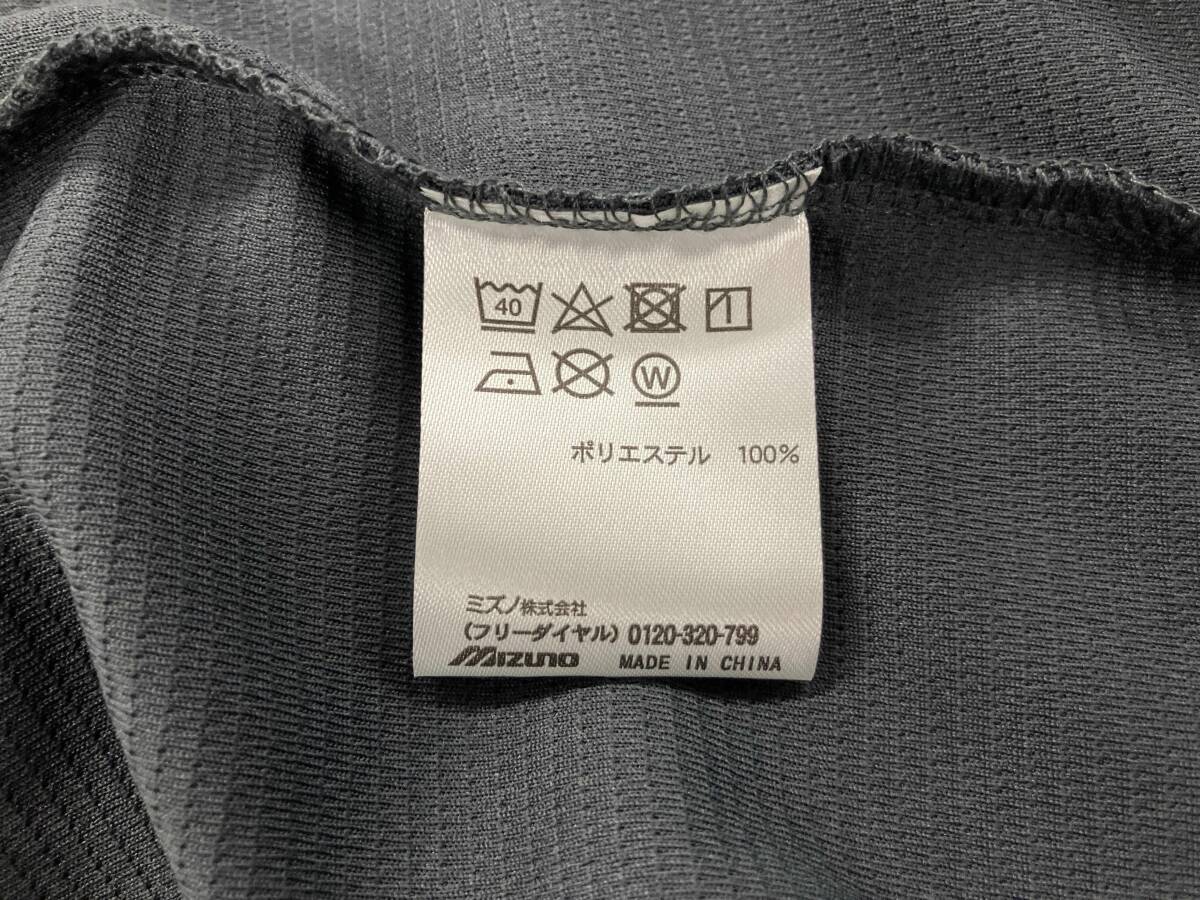 40
W
ポリエステル 100%
ミズノ株式会社
(フリーダイヤル) 0120-320-799
MIZUNO MADE IN CHINA